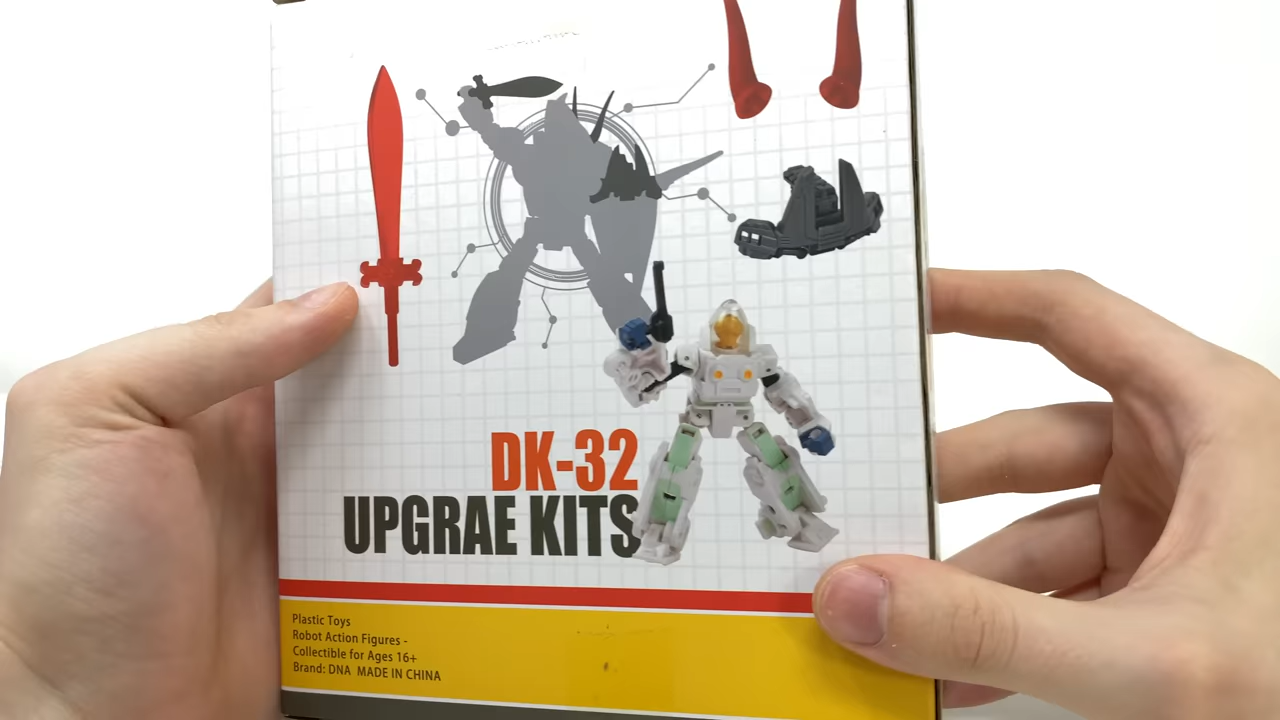 DK-32
UPGRAE KITS
Plastic Toys
Robot Action Figures -
Collectible for Ages 16+
Brand: DNA MADE IN CHINA